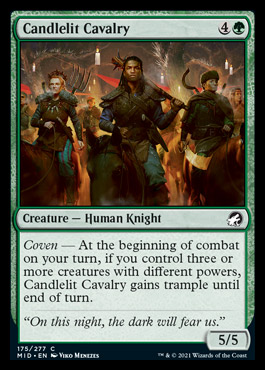 Candlelit Cavalry 4
Creature — Human Knight
Coven — At the beginning of combat
on your turn, if you control three or
more creatures with different powers,
Candlelit Cavalry gains trample until
end of turn.
“On this night, the dark will fear us.”
5/5
175/277 C
MID • EN Viko Menezes
™ & © 2021 Wizards of the Coast